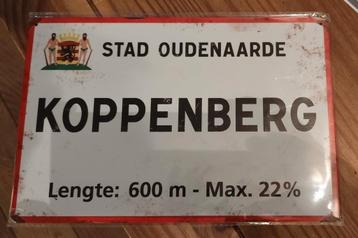 STAD OUDENAARDE
KOPPENBERG
Lengte: 600 m - Max. 22%